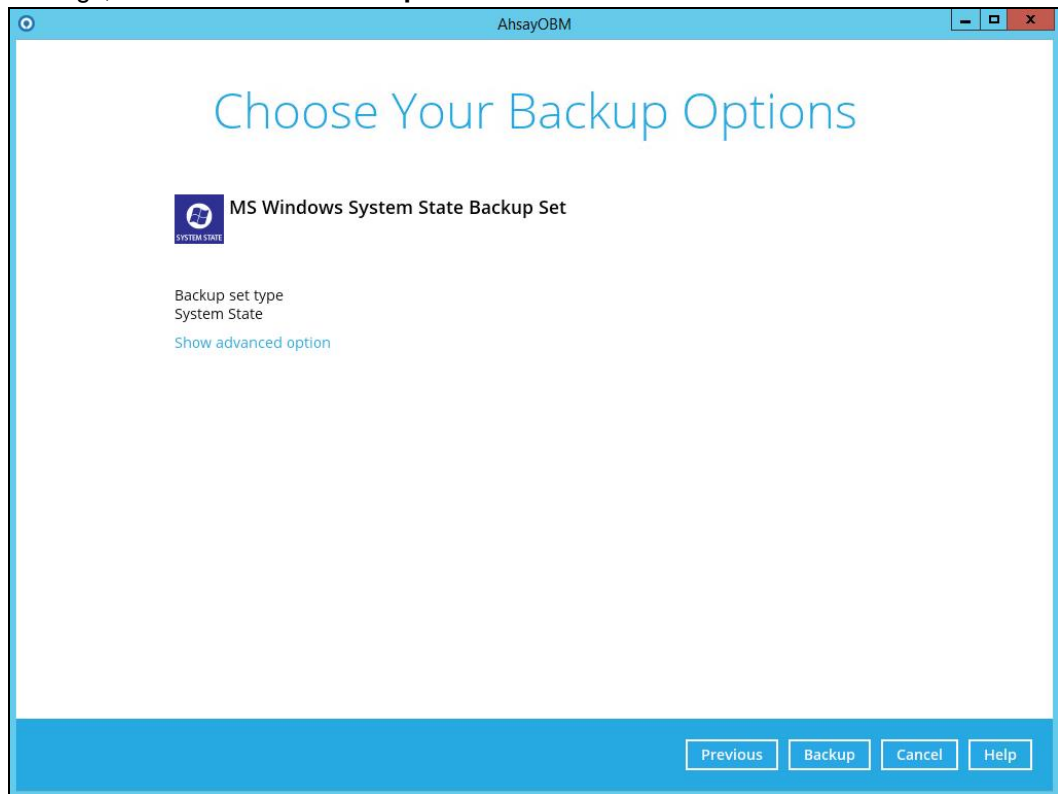 AhsayOBM
Choose Your Backup Options
MS Windows System State Backup Set
SYSTEM STATE
Backup set type
System State
Show advanced option
Previous Backup Cancel Help